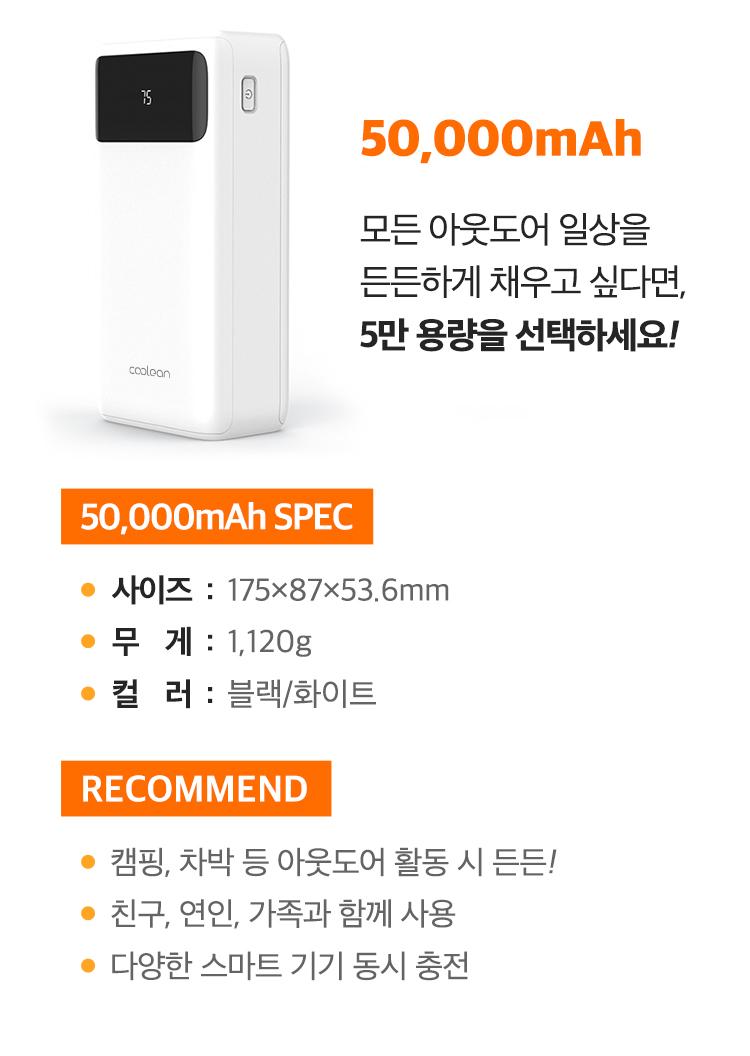 75
coolean
50,000mAh
모든 아웃도어 일상을
든든하게 채우고 싶다면,
5만 용량을 선택하세요!
50,000mAh SPEC
사이즈 : 175×87×53.6mm
무 게 : 1,120g
컬 러 : 블랙/화이트
RECOMMEND
캠핑, 차박 등 아웃도어 활동 시 든든!
친구, 연인, 가족과 함께 사용
다양한 스마트 기기 동시 충전